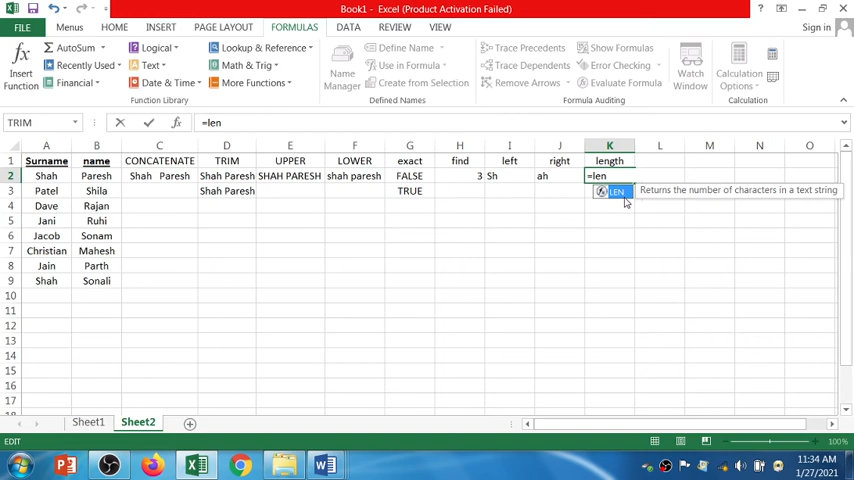 Book1 - Excel (Product Activation Failed)
FILE Menus HOME INSERT PAGE LAYOUT FORMULAS DATA REVIEW VIEW Sign in
Insert Function
AutoSum
Recently Used
Financial
Logical
Text
Date & Time
Lookup & Reference
Math & Trig
More Functions
Function Library
Name Manager
Define Name
Use in Formula
Create from Selection
Defined Names
Trace Precedents
Trace Dependents
Remove Arrows
Show Formulas
Error Checking
Evaluate Formula
Formula Auditing
Watch Window
Calculation Options
Calculation
TRIM =len
A B C D E F G H I J K L M N O
1 Surname name CONCATENATE TRIM UPPER LOWER exact find left right length
2 Shah Paresh Shah Paresh Shah Paresh SHAH PARESH shah paresh FALSE 3 Sh ah =len
3 Patel Shila Shah Paresh TRUE LEN Returns the number of characters in a text string
4 Dave Rajan
5 Jani Ruhi
6 Jacob Sonam
7 Christian Mahesh
8 Jain Parth
9 Shah Sonali
10
11
12
13
14
15
16
17
Sheet1 Sheet2
EDIT 100%
11:34 AM
1/27/2021